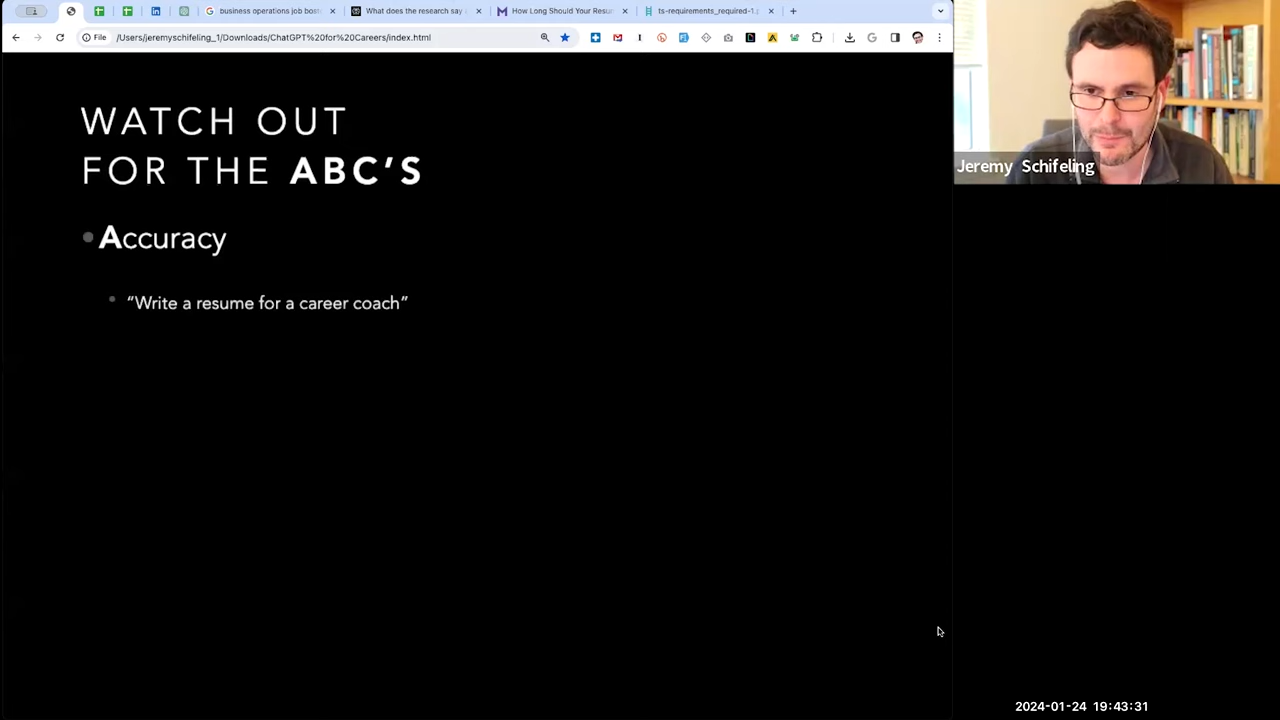 business operations job bost
What does the research say
How Long Should Your Resu
ts-requirements_required-1.
File
/Users/jeremyschifeling_1/Downloads/ChatGPT%20for%20Careers/index.html
WATCH OUT
FOR THE ABC'S
Accuracy
“Write a resume for a career coach”
Jeremy Schifeling
2024-01-24 19:43:31